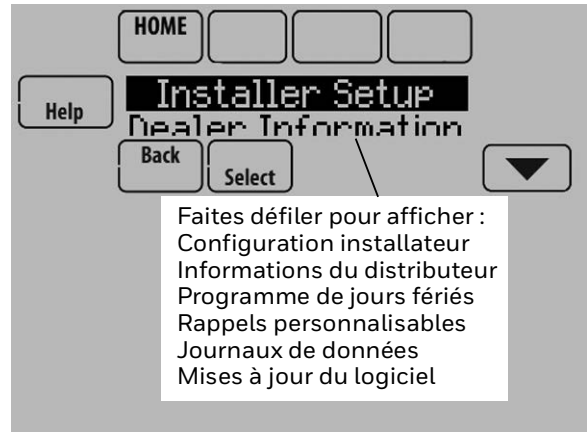 HOME
Help
Installer Setup
Dealer Information
Back
Select
Faites défiler pour afficher :
Configuration installateur
Informations du distributeur
Programme de jours fériés
Rappels personnalisables
Journaux de données
Mises à jour du logiciel